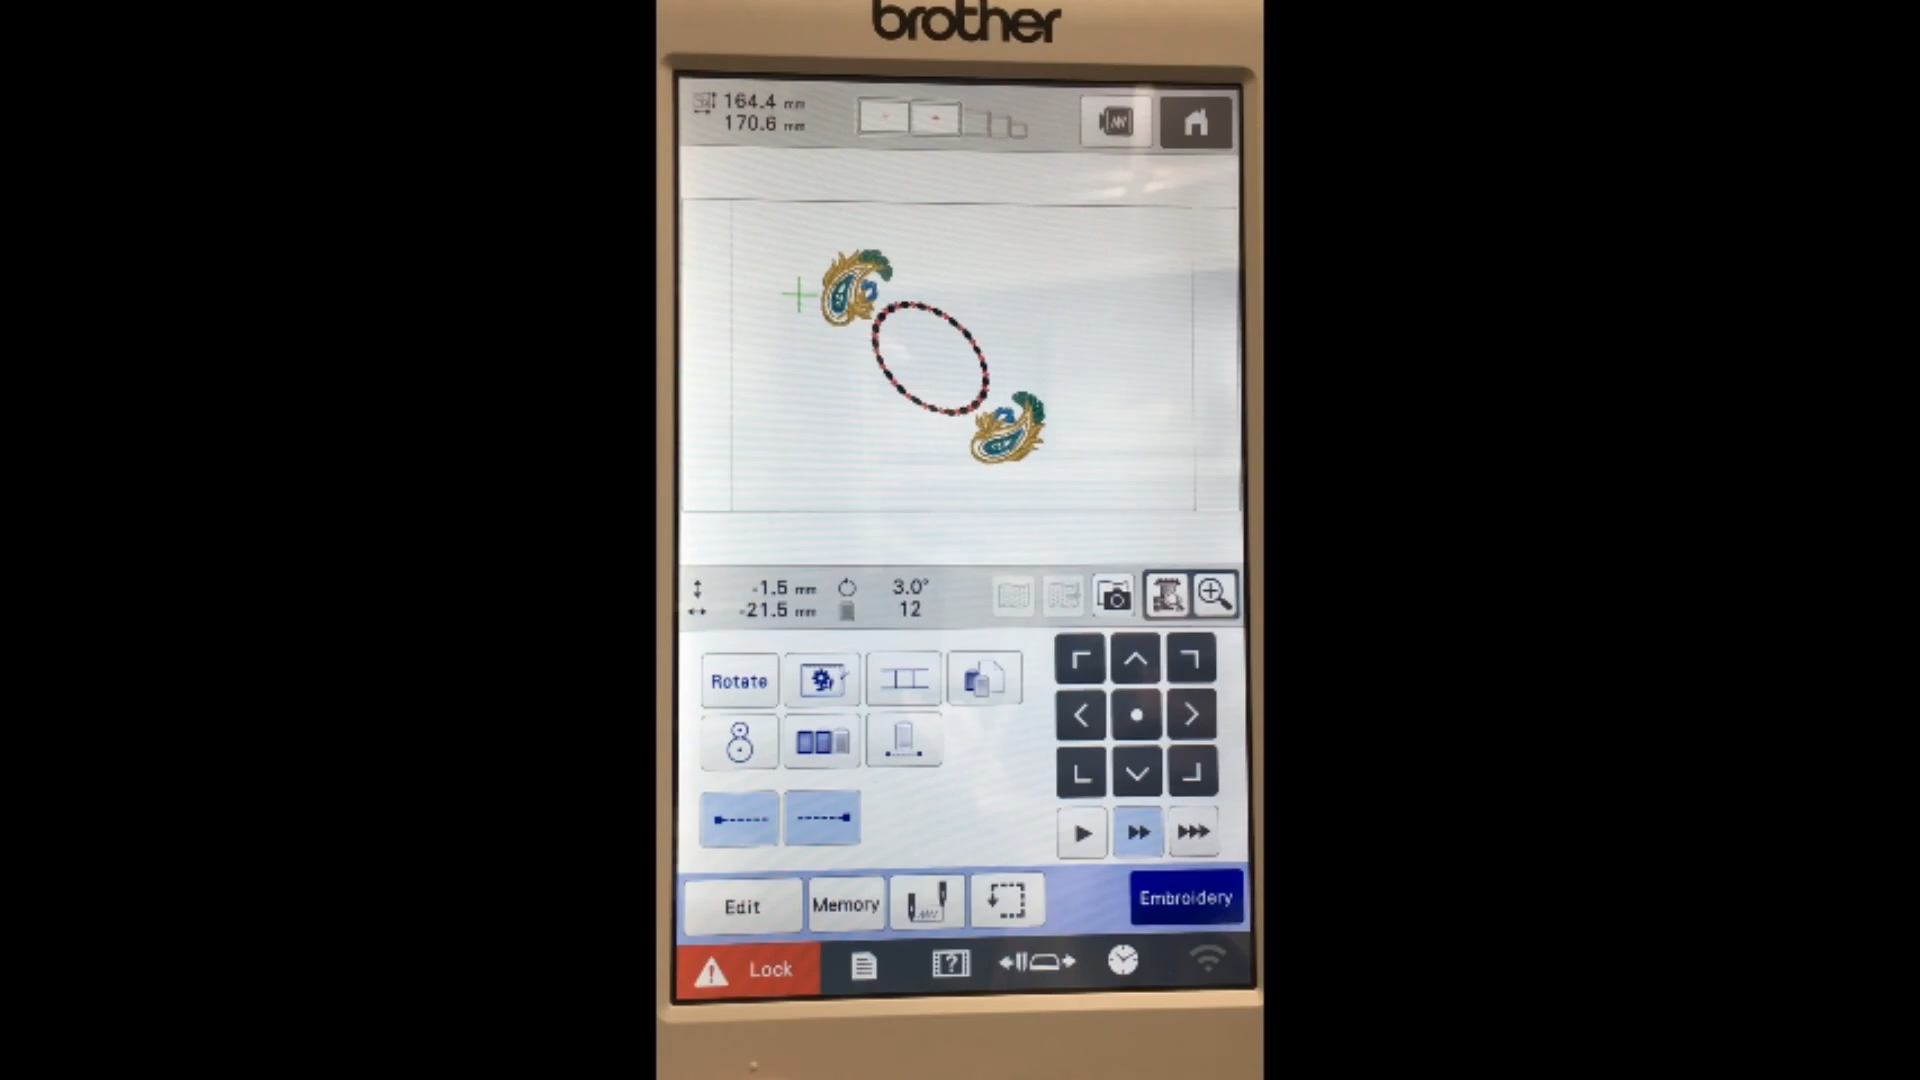 brother
164.4 mm
170.6 mm
-1.5 mm 3.0°
-21.5 mm 12
Rotate
Edit Memory Embroidery
Lock ?